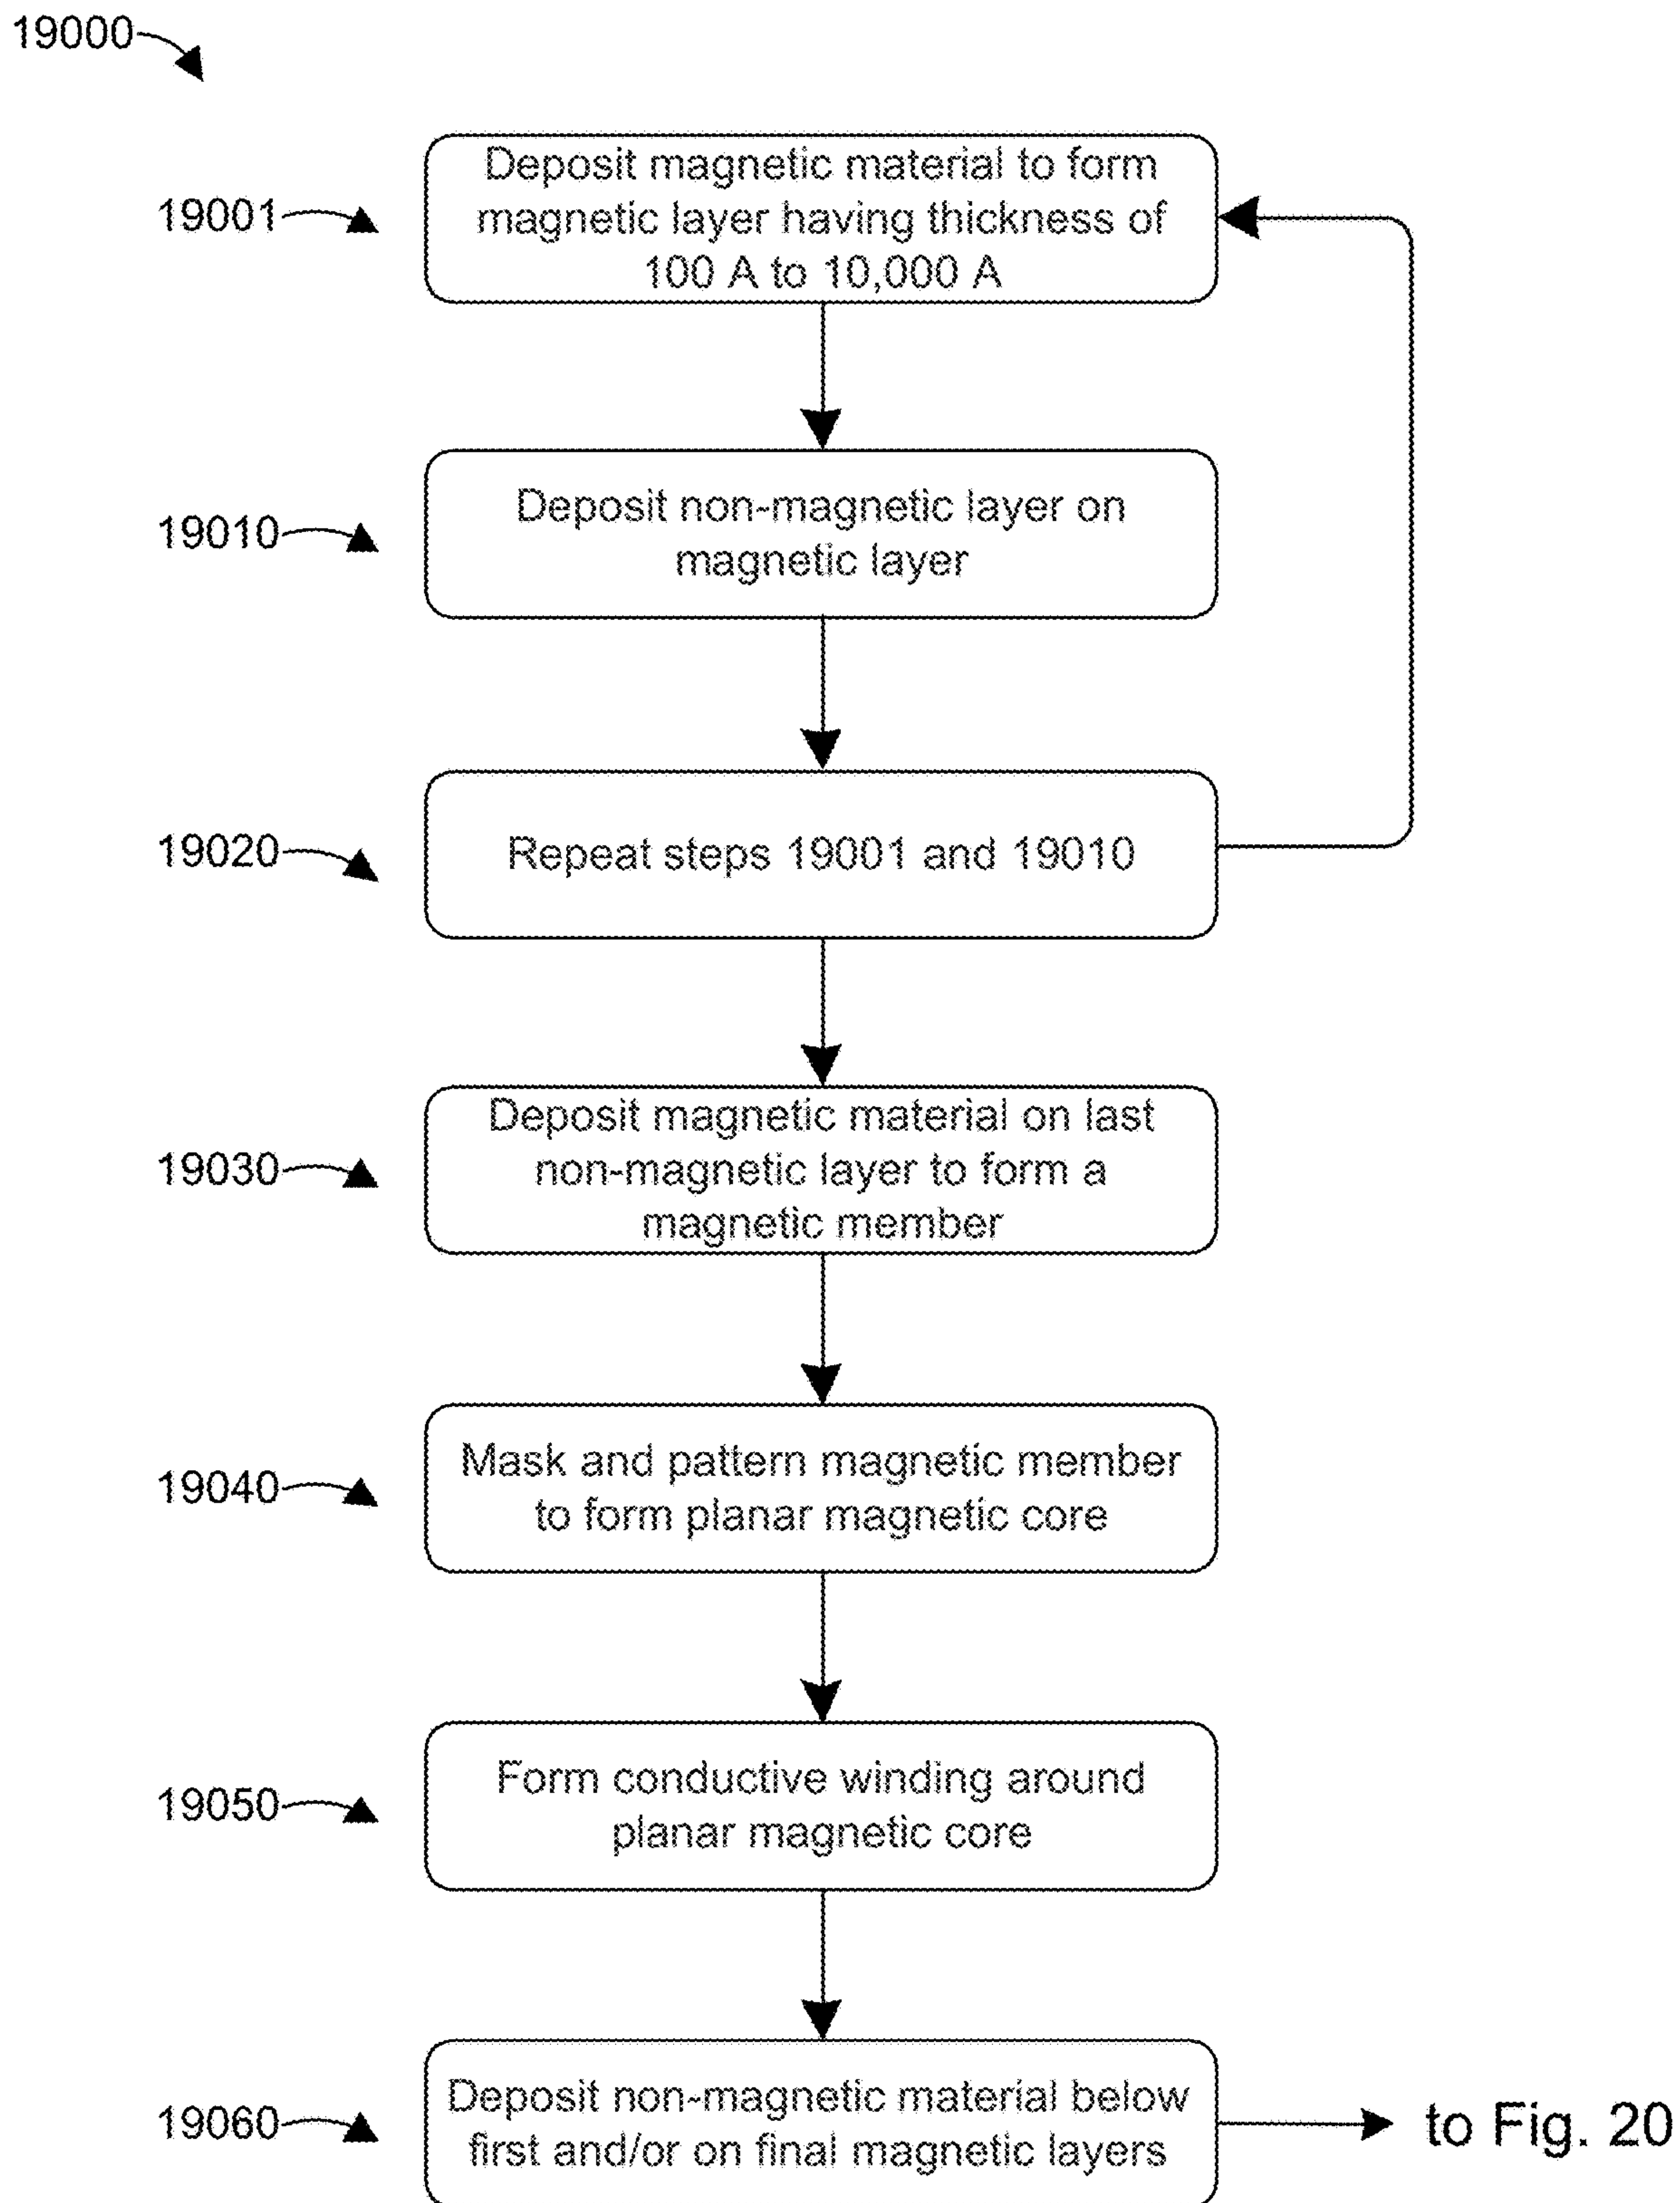 19000
19001
Deposit magnetic material to form
magnetic layer having thickness of
100 A to 10,000 A
19010
Deposit non-magnetic layer on
magnetic layer
19020
Repeat steps 19001 and 19010
19030
Deposit magnetic material on last
non-magnetic layer to form a
magnetic member
19040
Mask and pattern magnetic member
to form planar magnetic core
19050
Form conductive winding around
planar magnetic core
19060
Deposit non-magnetic material below
first and/or on final magnetic layers
to Fig. 20